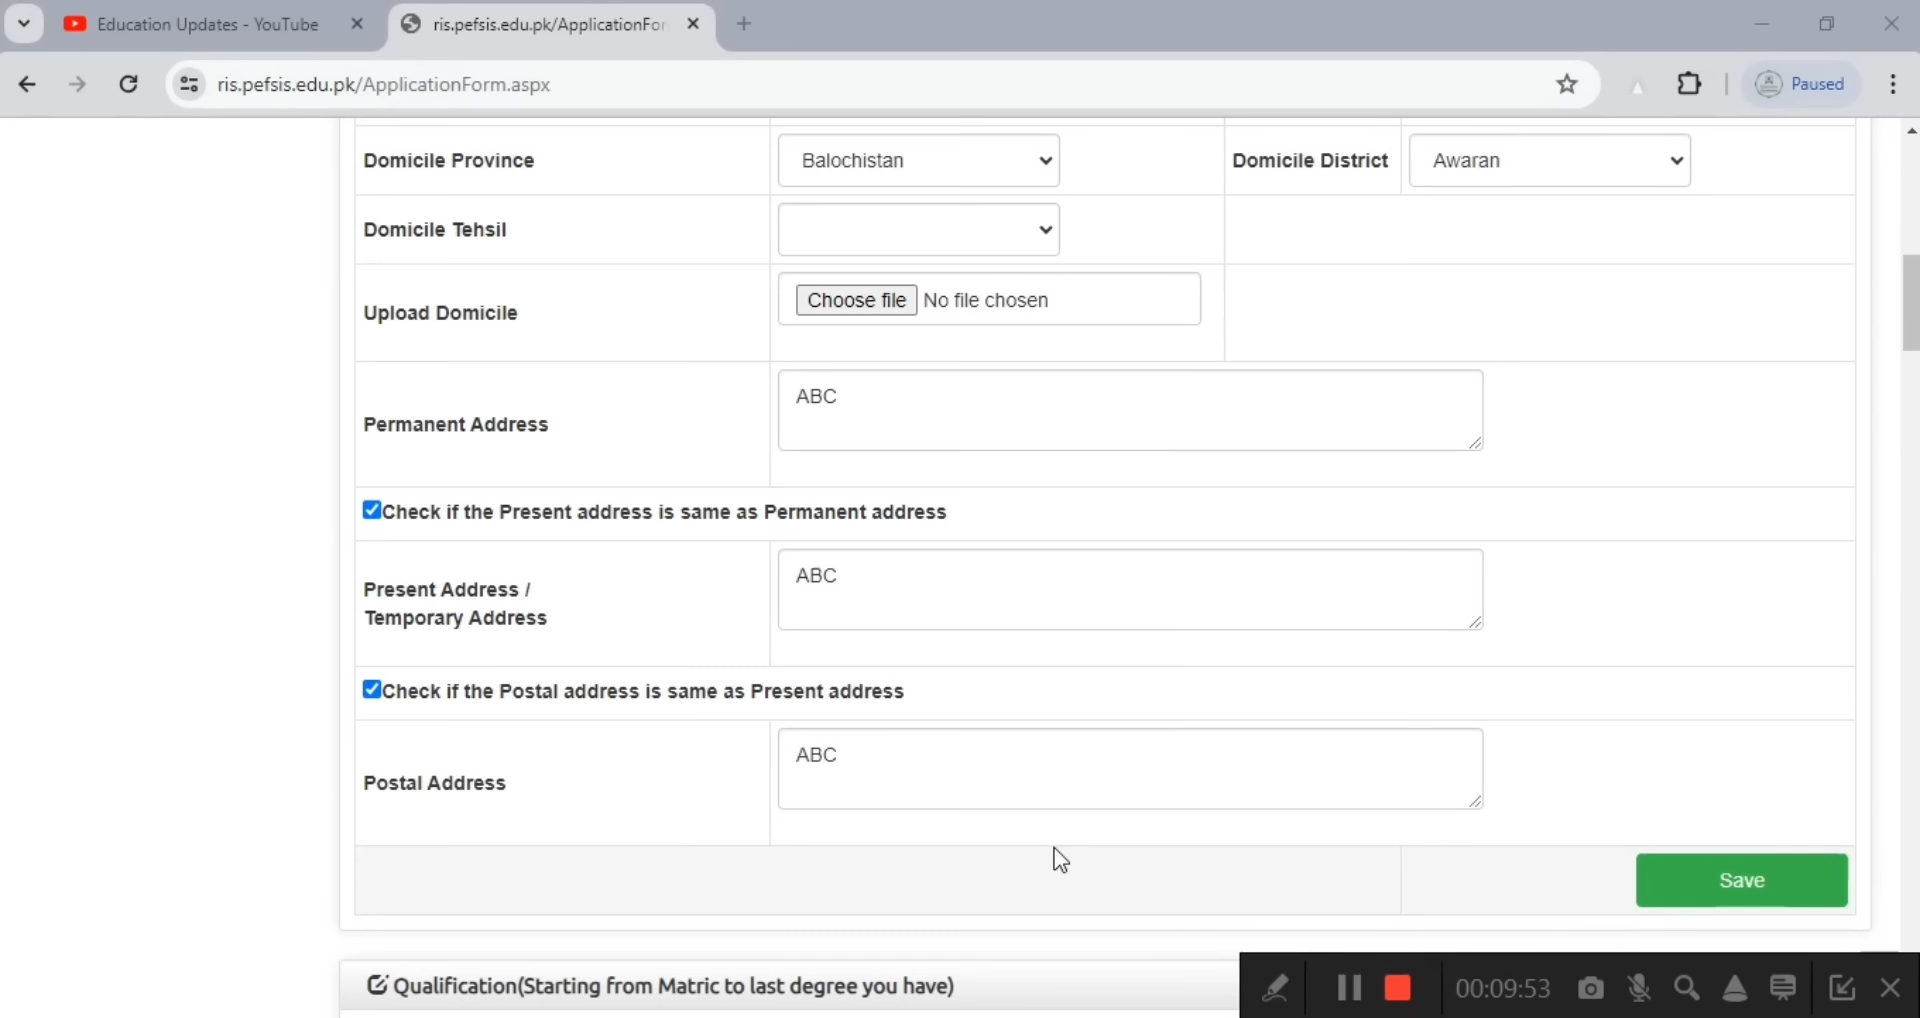 Education Updates - YouTube
ris.pefsis.edu.pk/ApplicationFor
ris.pefsis.edu.pk/ApplicationForm.aspx
Paused
Domicile Province
Balochistan
Domicile District
Awaran
Domicile Tehsil
Upload Domicile
Choose file No file chosen
Permanent Address
ABC
Check if the Present address is same as Permanent address
Present Address /
Temporary Address
ABC
Check if the Postal address is same as Present address
Postal Address
ABC
Save
Qualification(Starting from Matric to last degree you have)
00:09:53